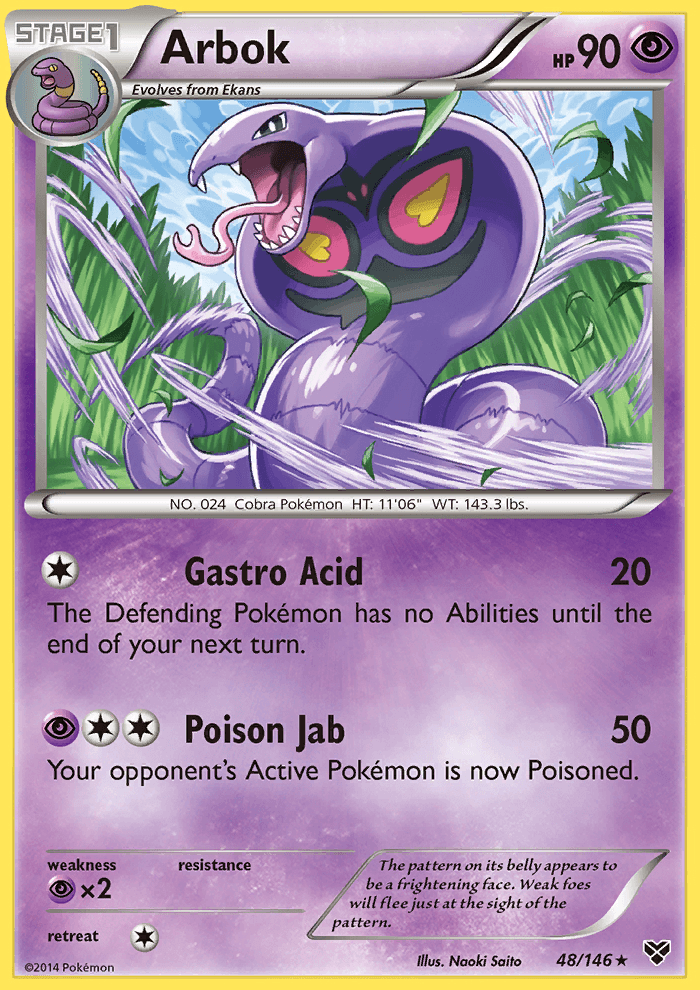 STAGE1
Arbok
HP 90
Evolves from Ekans
NO. 024 Cobra Pokémon HT: 11'06" WT: 143.3 lbs.
Gastro Acid 20
The Defending Pokémon has no Abilities until the
end of your next turn.
Poison Jab 50
Your opponent's Active Pokémon is now Poisoned.
weakness resistance
×2
retreat
The pattern on its belly appears to
be a frightening face. Weak foes
will flee just at the sight of the
pattern.
Illus. Naoki Saito 48/146 ★
©2014 Pokémon